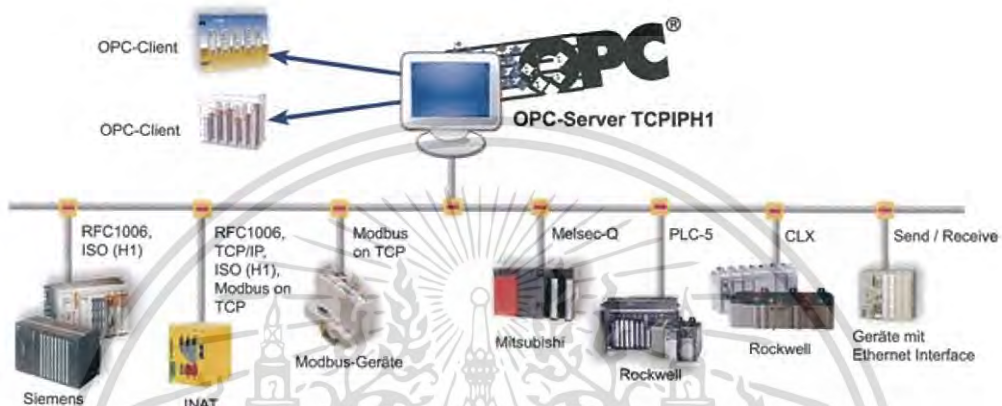 OPC-Client
OPC®
OPC-Client
OPC-Server TCPIPH1
RFC1006,
ISO (H1)
RFC1006,
TCP/IP,
ISO (H1),
Modbus on
TCP
Modbus
on TCP
Melsec-Q
PLC-5
CLX
Send / Receive
Siemens
INAT
Modbus-Geräte
Mitsubishi
Rockwell
Rockwell
Geräte mit
Ethernet Interface